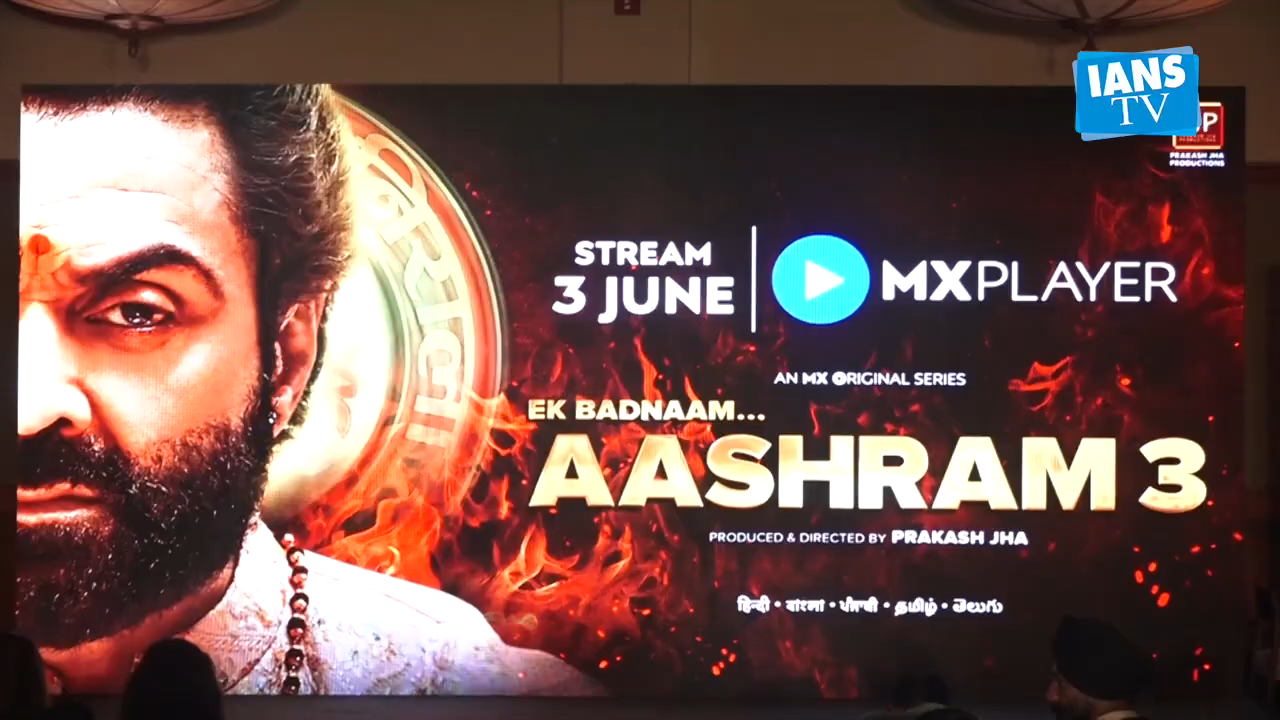 IANS
TV
PRAKASH JHA
PRODUCTIONS
STREAM
3 JUNE
MXPLAYER
AN MX ORIGINAL SERIES
EK BADNAAM...
AASHRAM 3
PRODUCED & DIRECTED BY PRAKASH JHA
हिन्दी • বাংলা • ਪੰਜਾਬੀ • தமிழ் • తెలుగు